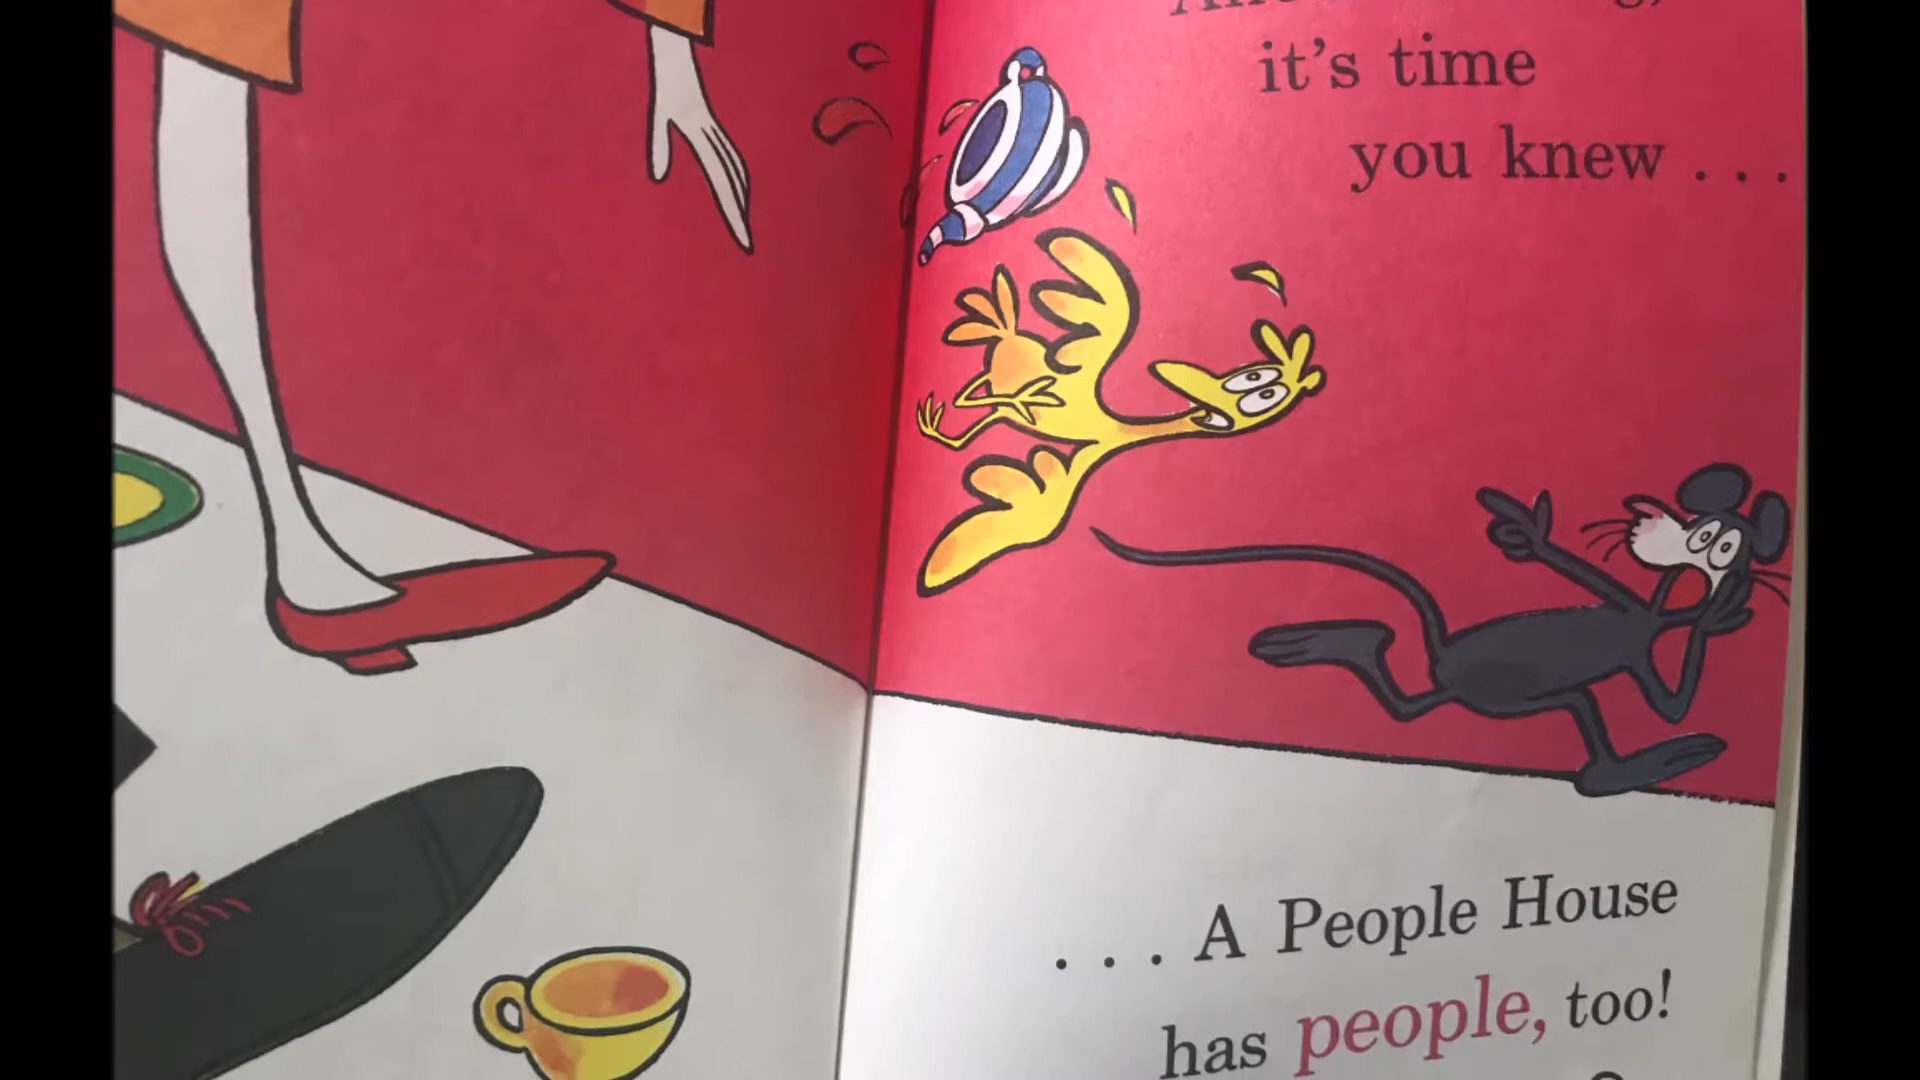 it's time
you knew . . .
. . . A People House
has people, too!